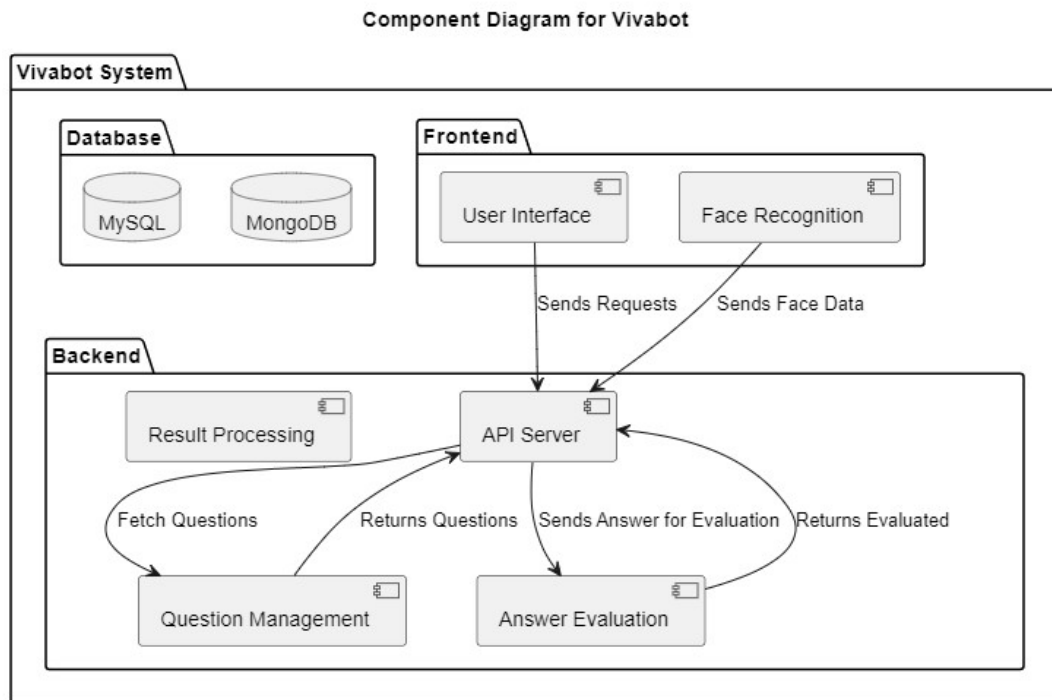 Component Diagram for Vivabot
Vivabot System
Database
MySQL
MongoDB
Frontend
User Interface
Face Recognition
Sends Requests
Sends Face Data
Backend
Result Processing
API Server
Fetch Questions
Returns Questions
Sends Answer for Evaluation
Returns Evaluated
Question Management
Answer Evaluation